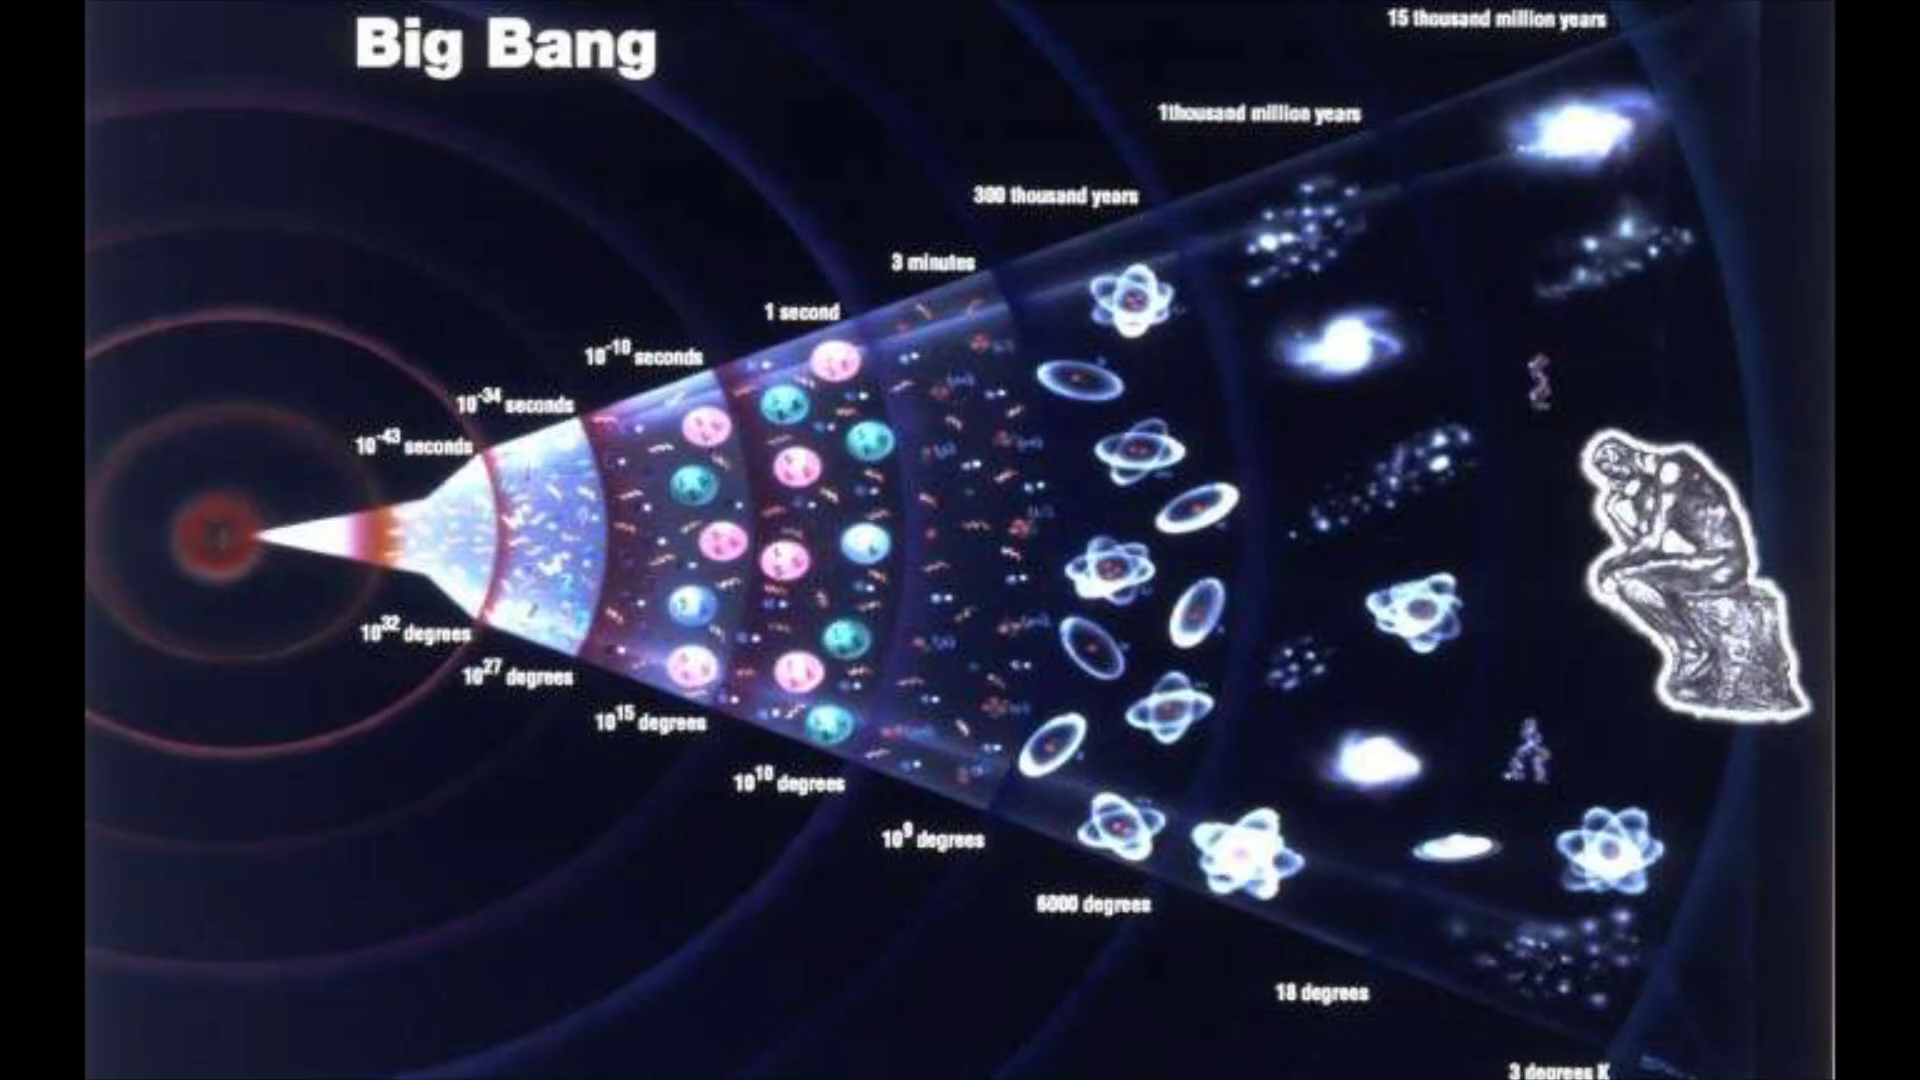 Big Bang
15 thousand million years
1thousand million years
300 thousand years
3 minutes
1 second
10⁻¹⁰ seconds
10⁻³⁴ seconds
10⁻⁴³ seconds
10³² degrees
10²⁷ degrees
10¹⁵ degrees
10¹⁰ degrees
10⁹ degrees
6000 degrees
18 degrees
3 degrees K